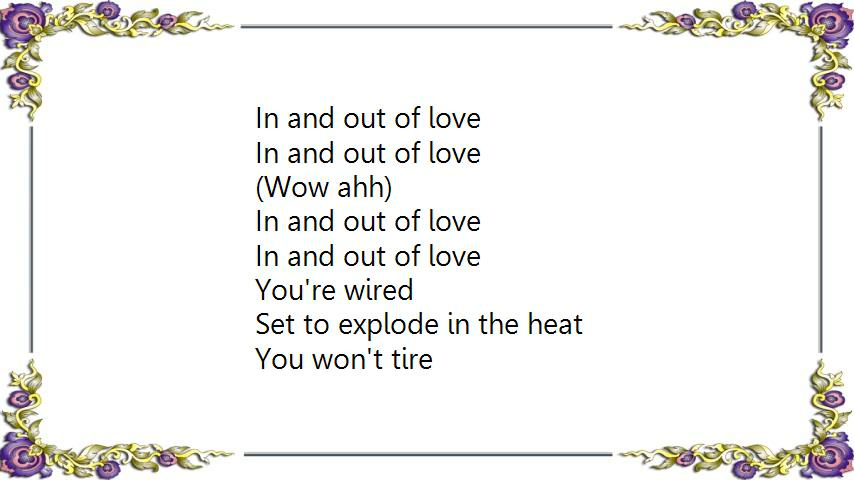 In and out of love
In and out of love
(Wow ahh)
In and out of love
In and out of love
You're wired
Set to explode in the heat
You won't tire